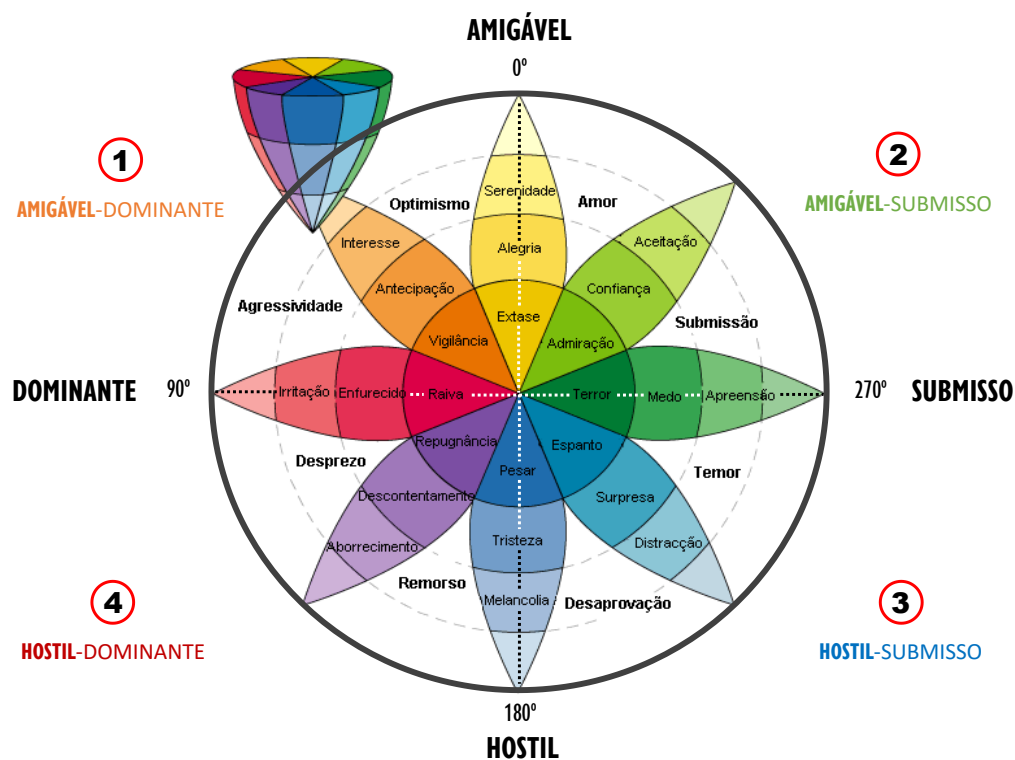 AMIGÁVEL
0º
1
AMIGÁVEL-DOMINANTE
2
AMIGÁVEL-SUBMISSO
Optimismo
Serenidade
Amor
Interesse
Alegria
Aceitação
Antecipação
Confiança
Agressividade
Extase
Submissão
Vigilância
Admiração
DOMINANTE
90º
Irritação
Enfurecido
Raiva
Terror
Medo
Apreensão
270º
SUBMISSO
Repugnância
Espanto
Desprezo
Pesar
Temor
Descontentamento
Surpresa
Aborrecimento
Tristeza
Distracção
Remorso
Melancolia
Desaprovação
4
HOSTIL-DOMINANTE
3
HOSTIL-SUBMISSO
180º
HOSTIL